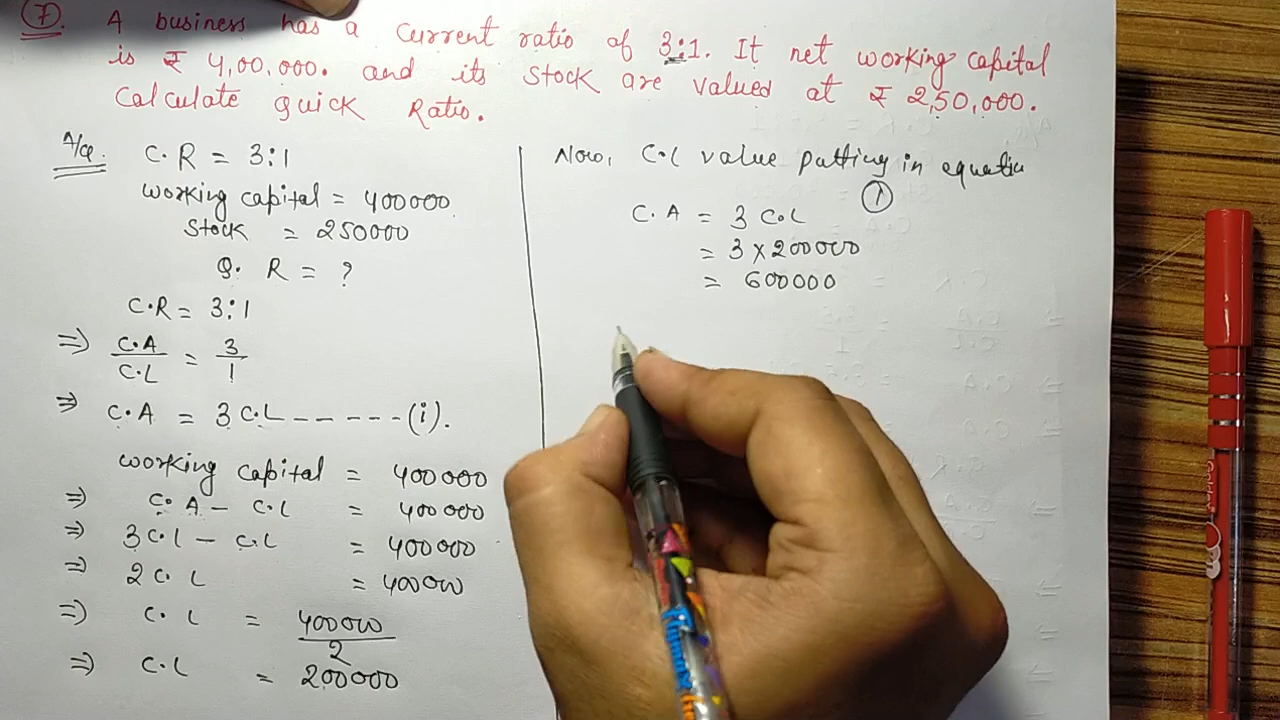 (7). A business has a current ratio of 3:1. It net working capital
is ₹ 4,00,000. and its stock are valued at ₹ 2,50,000.
Calculate quick Ratio.
A/q. C.R = 3:1
working capital = 400000
Stock = 250000
Q. R = ?
C.R = 3:1
⇒ C.A / C.L = 3 / 1
⇒ C.A = 3 C.L ------(i).
working capital = 400000
⇒ C.A - C.L = 400000
⇒ 3C.L - C.L = 400000
⇒ 2C.L = 400000
⇒ C.L = 400000 / 2
⇒ C.L = 200000
Now, C.L value putting in equation
(1)
C.A = 3 C.L
= 3 × 200000
= 600000